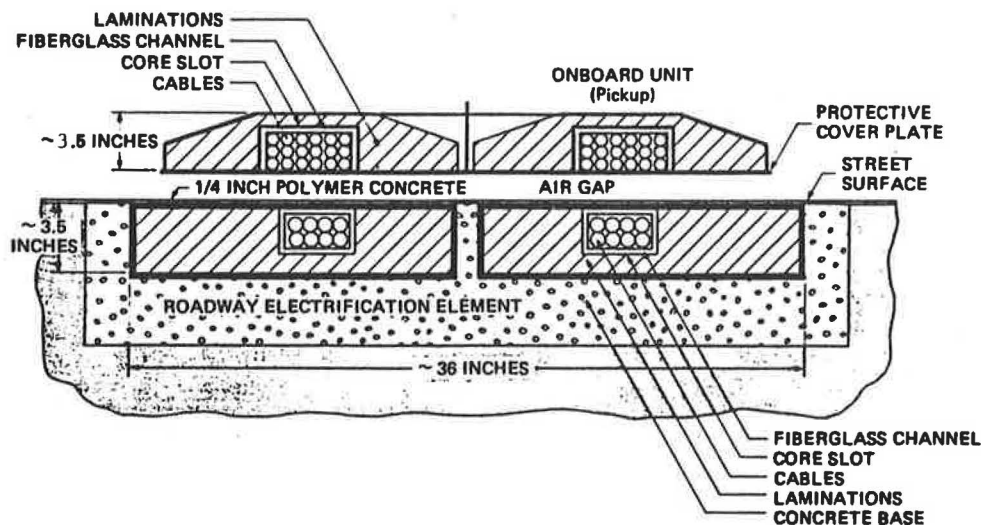 LAMINATIONS
FIBERGLASS CHANNEL
CORE SLOT
CABLES
ONBOARD UNIT
(Pickup)
PROTECTIVE
COVER PLATE
~3.5 INCHES
STREET
SURFACE
1/4 INCH POLYMER CONCRETE
AIR GAP
~ 3.5
INCHES
ROADWAY ELECTRIFICATION ELEMENT
~ 36 INCHES
FIBERGLASS CHANNEL
CORE SLOT
CABLES
LAMINATIONS
CONCRETE BASE